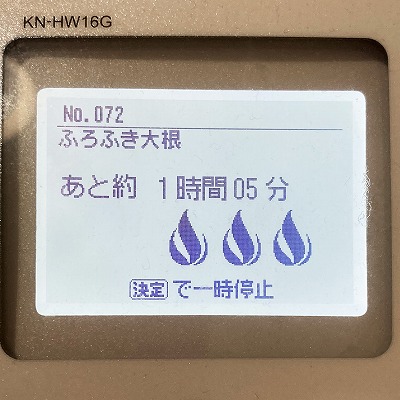 KN-HW16G
No.072
ふろふき大根
あと約 1時間05分
決定で一時停止